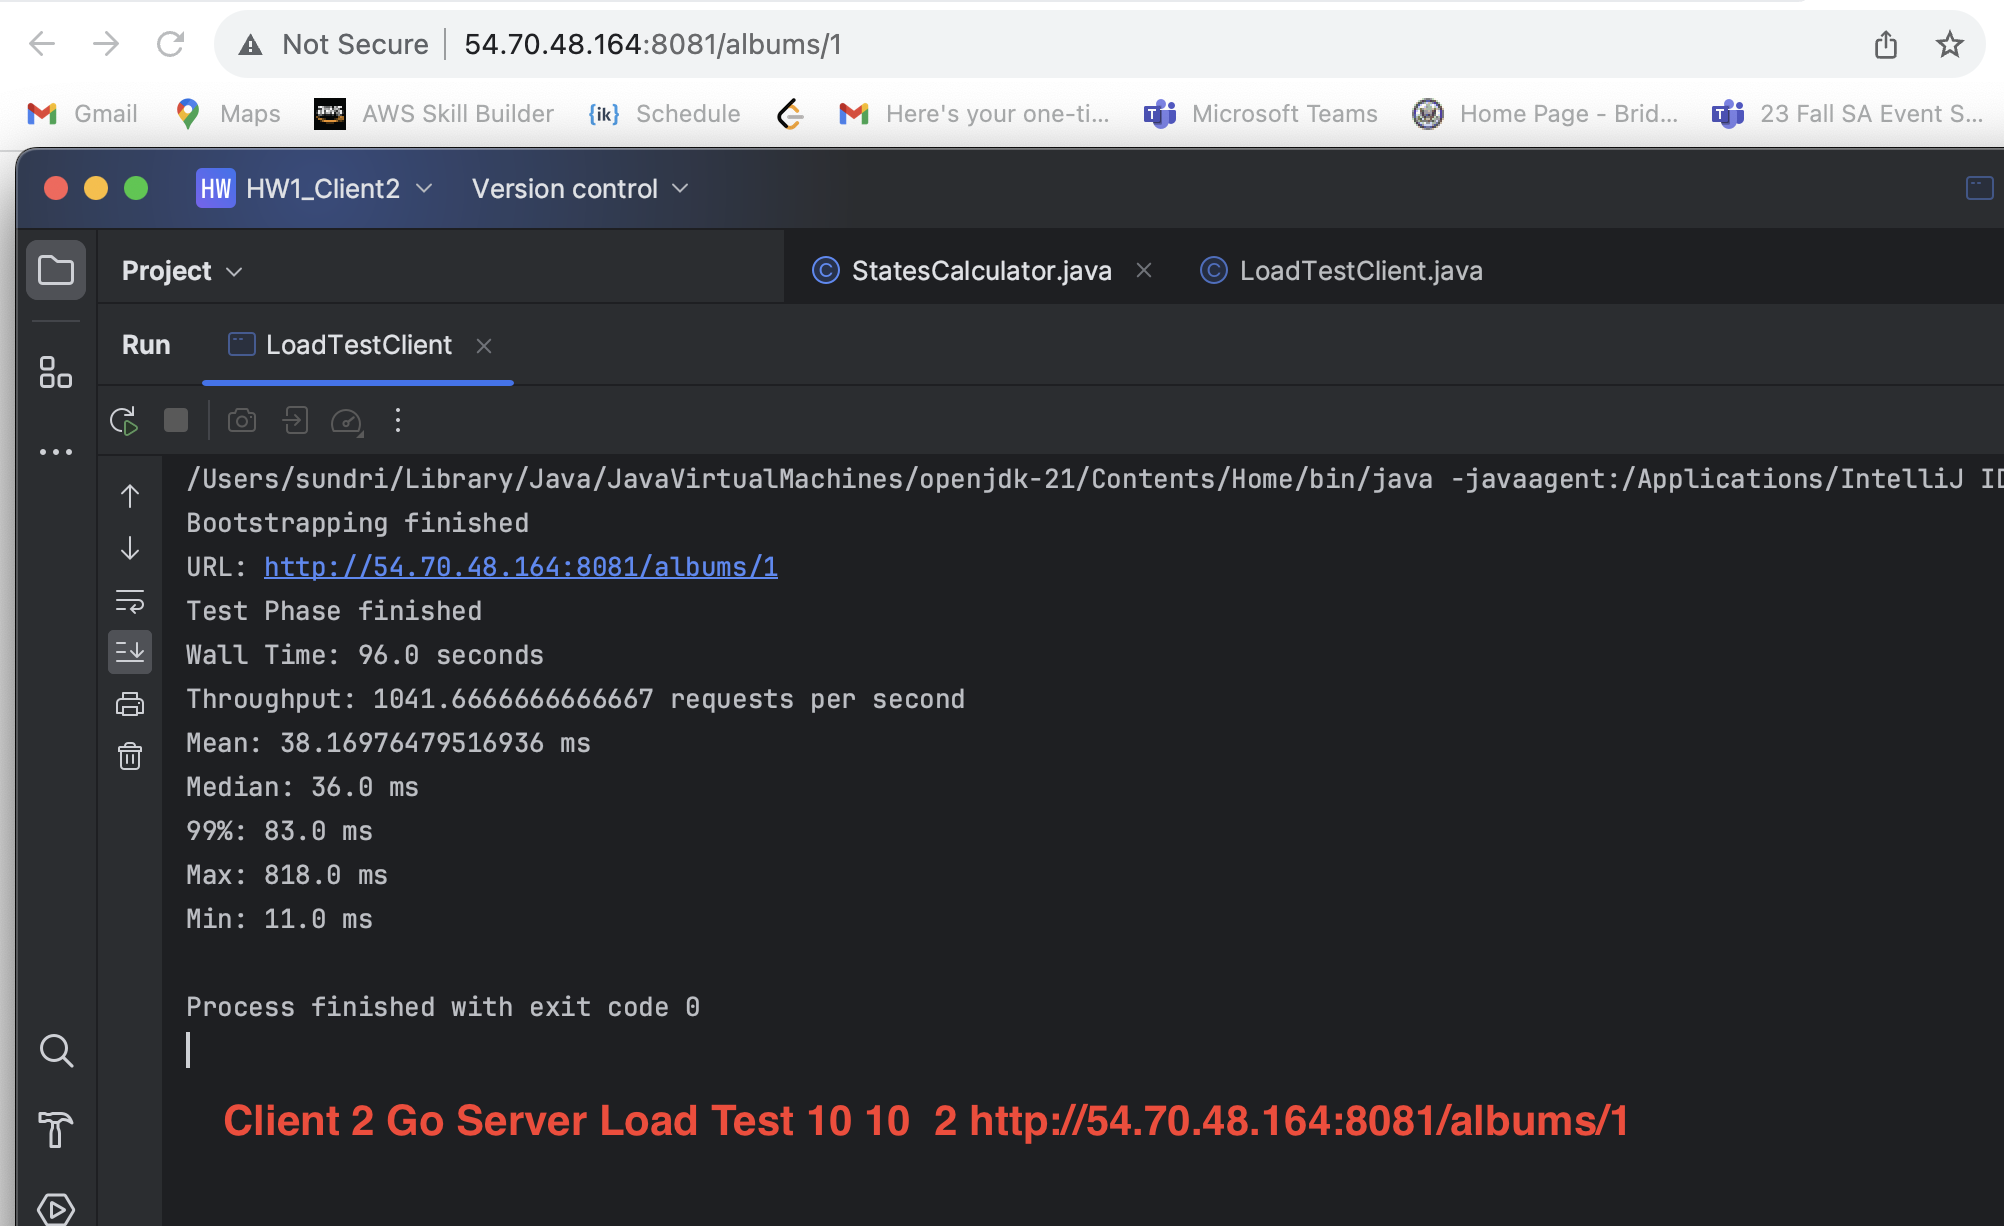 Not Secure 54.70.48.164:8081/albums/1
Gmail Maps AWS Skill Builder {ik} Schedule Here's your one-ti... Microsoft Teams Home Page - Brid... 23 Fall SA Event S...
HW HW1_Client2 Version control
Project StatesCalculator.java LoadTestClient.java
Run LoadTestClient
/Users/sundri/Library/Java/JavaVirtualMachines/openjdk-21/Contents/Home/bin/java -javaagent:/Applications/IntelliJ
Bootstrapping finished
URL: http://54.70.48.164:8081/albums/1
Test Phase finished
Wall Time: 96.0 seconds
Throughput: 1041.6666666666667 requests per second
Mean: 38.16976479516936 ms
Median: 36.0 ms
99%: 83.0 ms
Max: 818.0 ms
Min: 11.0 ms
Process finished with exit code 0
Client 2 Go Server Load Test 10 10 2 http://54.70.48.164:8081/albums/1